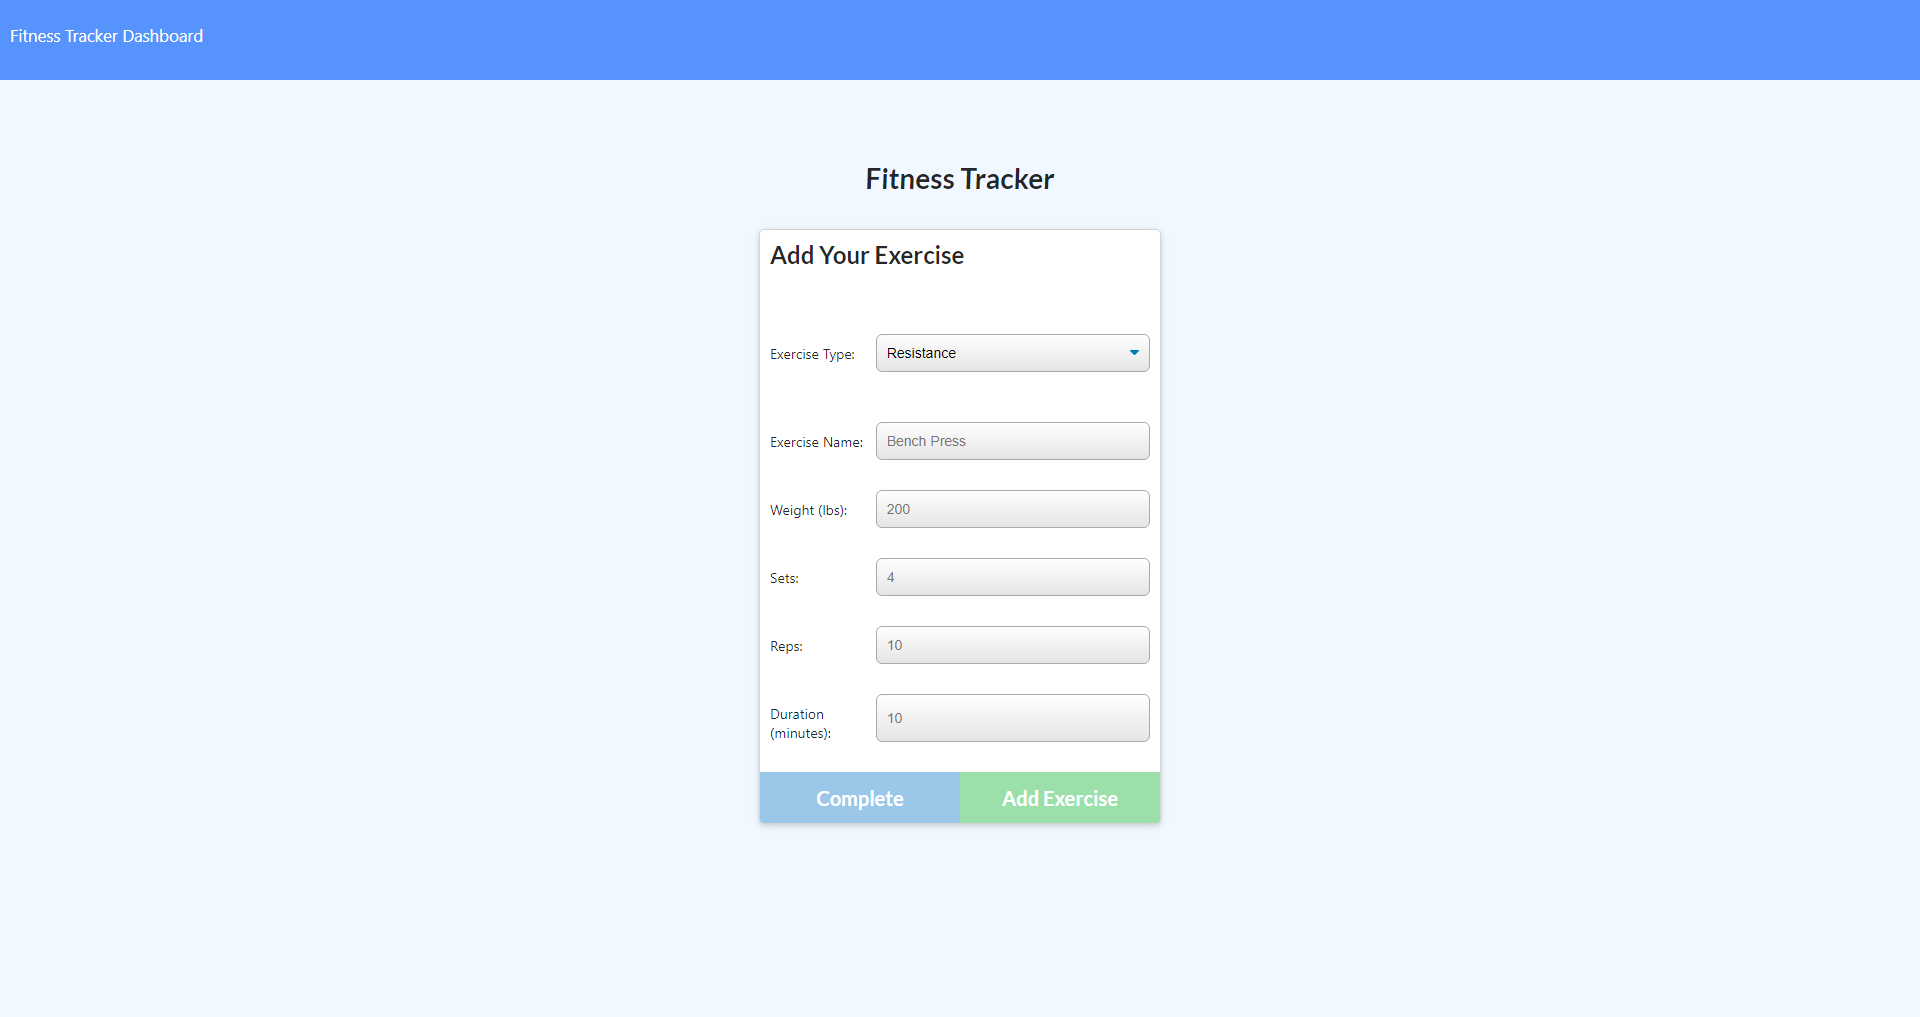 Fitness Tracker Dashboard
Fitness Tracker
Add Your Exercise
Exercise Type: Resistance
Exercise Name: Bench Press
Weight (lbs): 200
Sets: 4
Reps: 10
Duration
(minutes): 10
Complete Add Exercise